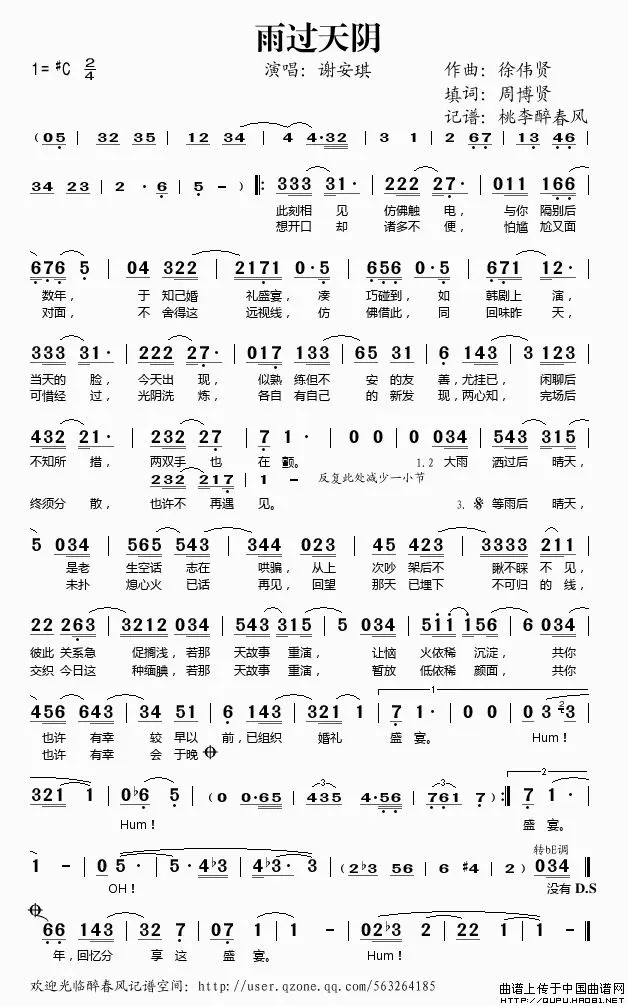 雨过天阴
1=♯C 2/4 演唱：谢安琪 作曲：徐伟贤
填词：周博贤
记谱：桃李醉春风
( 05 | 32 35 | 12 34 | 4 4·32 | 3 1 | 2 67 | 13 46 |
34 23 | 2 · 6 | 5 - ) ‖: 333 31· | 222 27· | 011 166 |
此刻相 见 仿佛触 电， 与你 隔别后
想开口 却 诸多不 便， 怕尴 尬又面
676 5 | 04 322 | 2171 0·5 | 656 0·5 | 671 12· |
数年， 于 知己婚 礼盛宴， 凑 巧碰到， 如 韩剧上 演，
对面， 不 舍得这 远视线， 仿 佛借此， 同 回味昨 天，
333 31· | 222 27· | 017 133 | 65 31 | 6 143 | 3 123 |
当天的 脸， 今天出 现， 似熟 练但不 安的友 善，尤挂已， 闲聊后
可惜经 过， 光阴洗 炼， 各自 有自己 的 新发 现，两心知， 完场后
432 21· | 232 27 | 7 1· | 0 0 | 0 034 | 543 315 |
不知所 措， 两双手 也 在 颤。 1.2 大雨 洒过后 晴天，
232 217 | 1 - 反复此处减少一小节
终须分 散， 也许不 再遇 见。 3. 𝄋 等雨后 晴天，
5 034 | 565 543 | 344 023 | 45 423 | 3333 211 |
是老 生空话 志在 哄骗， 从上 次吵 架后不 瞅不睬 不 见，
未扑 熄心火 已话 再见， 回望 那天 已埋下 不可归 的 线，
22 263 | 3212 034 | 543 315 | 5 034 | 511 156 | 6 034 |
彼此 关系急 促搁浅， 若那 天故事 重演， 让恼 火依稀 沉淀， 共你
交织 今日这 种缅腆， 若那 天故事 重演， 暂放 低依稀 颜面， 共你
456 643 | 34 51 | 6 143 | 321 1 | 7 1· | 0 0 | 0 3 2·3 |
1
也许 有幸 较 早以 前，已组织 婚礼 盛 宴。 Hum！
也许 有幸 会 于晚
321 1 | 0♭6 5 | (0 0·65 | 435 4·56 | 761 7 ) :‖ 7 1· |
3 3 3 2
Hum！ 盛 宴。
1 - | 0 5· | 5·4♭3 | 4♭3· 3 | (2♭3 56 | 6 ♯4 | 2 ) 034 ‖
转bE调
OH！ 没有 D.S
66 143 | 32 7 | 07 1 | 1 - | 02♭3 2 | 22 1· | 1 - ‖
年，回忆分 享 这 盛 宴。 Hum！
欢迎光临醉春风记谱空间：http://user.qzone.qq.com/563264185
曲谱上传于中国曲谱网
HTTP://QUPU.HAO81.NET